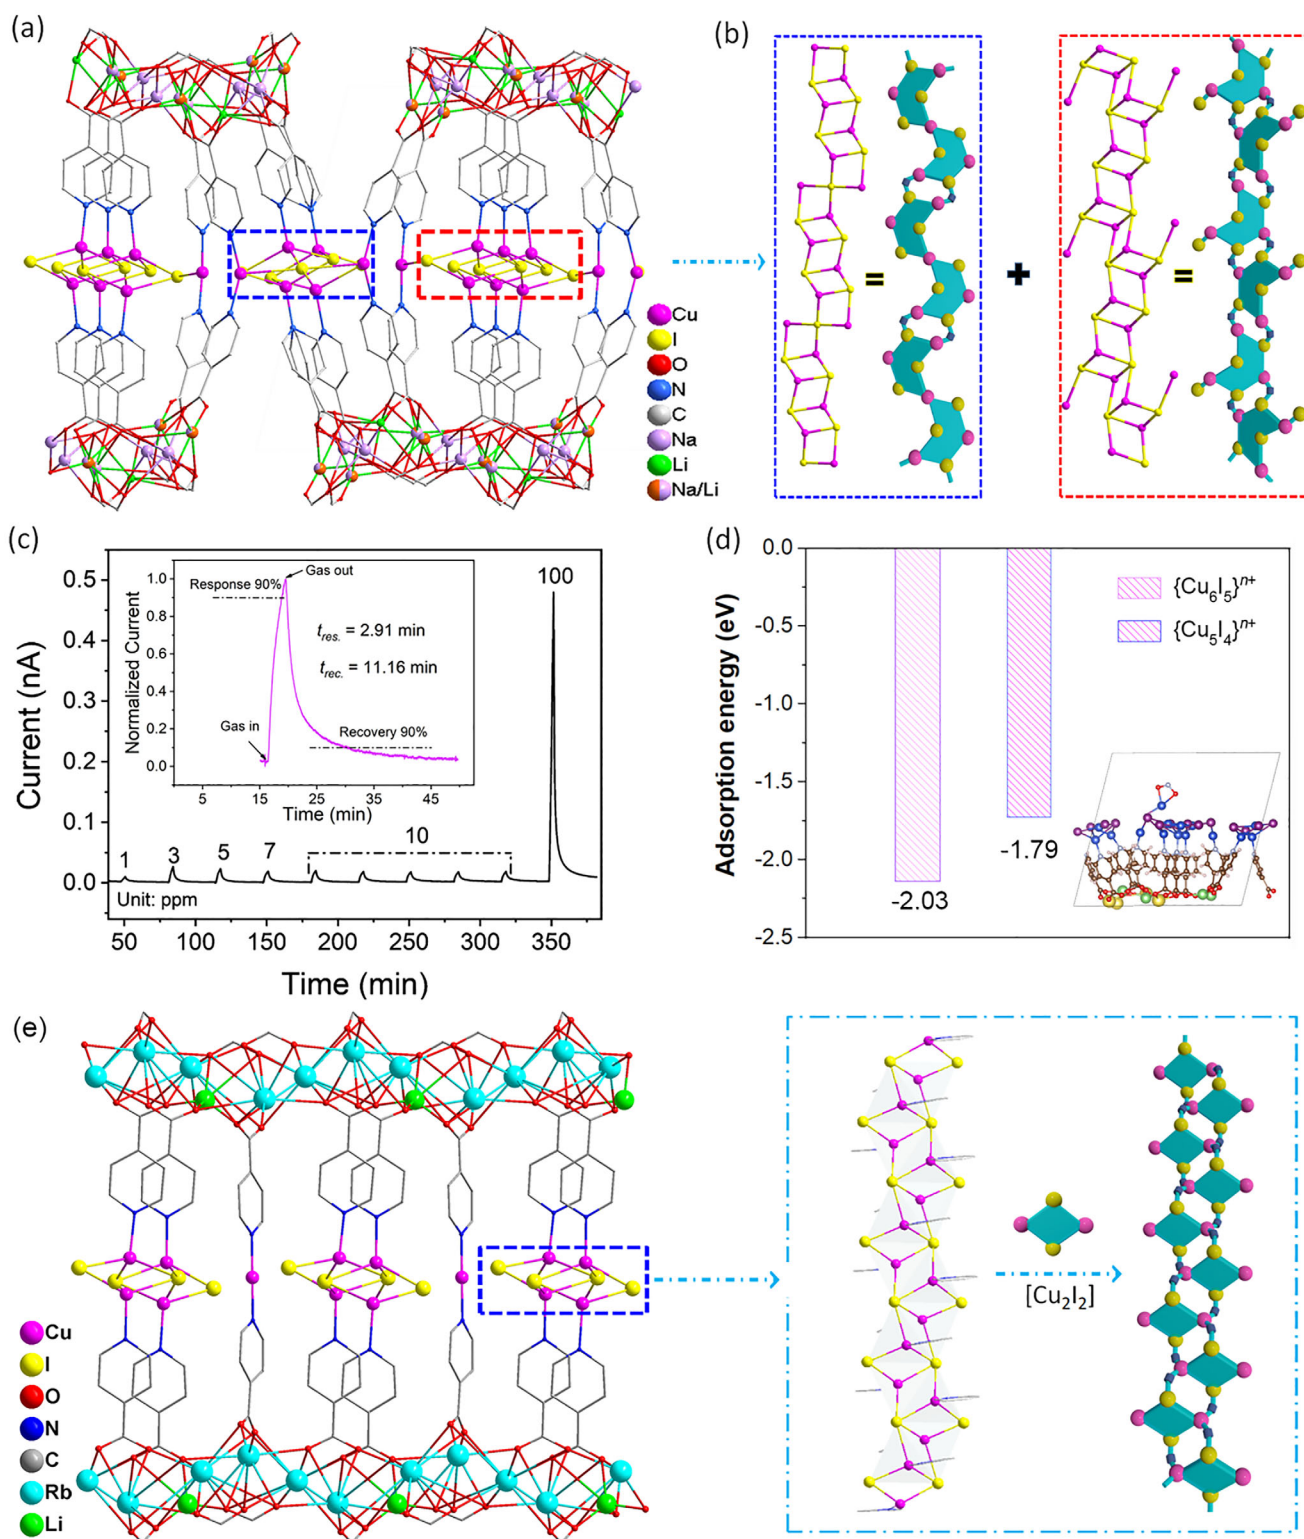 (a)
(b)
=
+
=
Cu
I
O
N
C
Na
Li
Na/Li
(c)
Current (nA)
0.5
0.4
0.3
0.2
0.1
0.0
50
100
150
200
250
300
350
Time (min)
1
3
5
7
10
100
Unit: ppm
Normalized Current
1.0
0.8
0.6
0.4
0.2
0.0
5
15
25
35
45
Time (min)
Response 90%
Gas out
t_res. = 2.91 min
t_rec. = 11.16 min
Gas in
Recovery 90%
(d)
Adsorption energy (eV)
0.0
-0.5
-1.0
-1.5
-2.0
-2.5
{Cu₆I₅}ⁿ⁺
{Cu₅I₄}ⁿ⁺
-2.03
-1.79
(e)
Cu
I
O
N
C
Rb
Li
[Cu₂I₂]